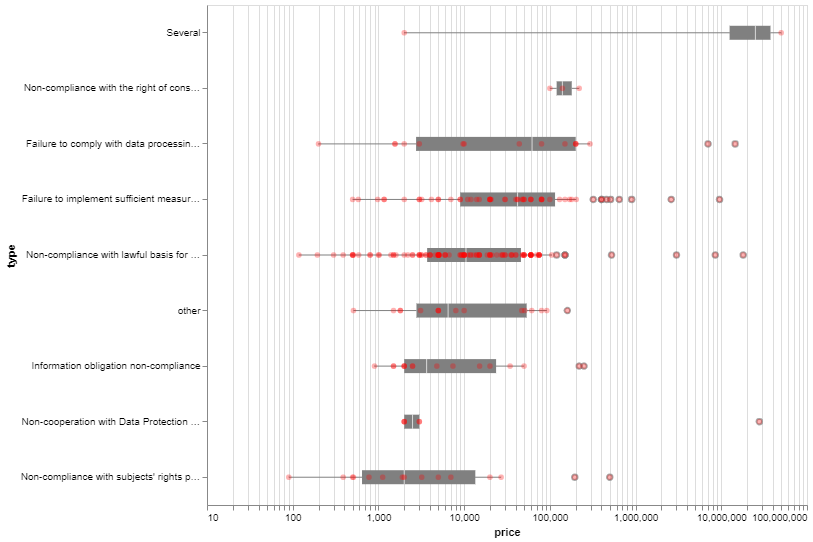 type
Several
Non-compliance with the right of cons…
Failure to comply with data processin…
Failure to implement sufficient measur…
Non-compliance with lawful basis for …
other
Information obligation non-compliance
Non-cooperation with Data Protection …
Non-compliance with subjects' rights p…
10 100 1,000 10,000 100,000 1,000,000 10,000,000 100,000,000
price